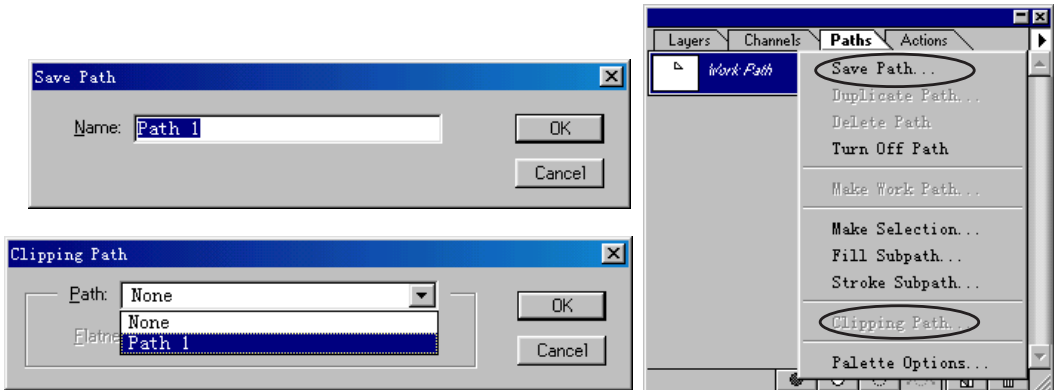 Save Path
Name: Path 1
OK
Cancel
Clipping Path
Path: None
None
Path 1
OK
Cancel
Layers Channels Paths Actions
Work Path
Save Path...
Duplicate Path...
Delete Path
Turn Off Path
Make Work Path...
Make Selection...
Fill Subpath...
Stroke Subpath...
Clipping Path...
Palette Options...